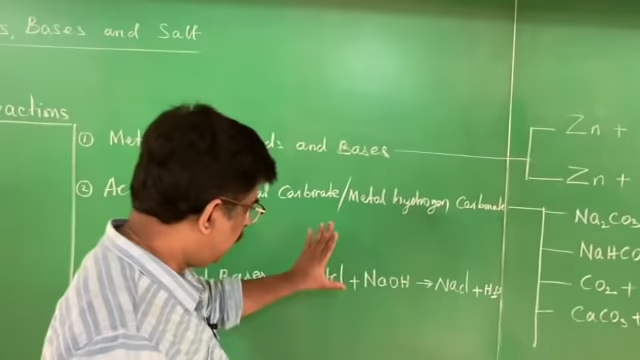 s, Bases and Salt
actions
① Met ds and Bases
Zn +
Zn +
② Ac Carbonate/Metal hydrogen Carbonate
Na₂CO₃
NaHCO
CO₂ +
CaCO₃ +
Bases cl + NaOH → Nacl + H₂